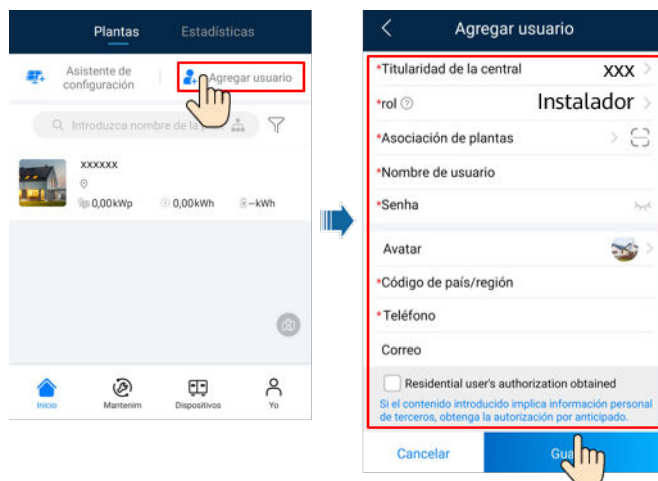 Plantas Estadísticas
Asistente de
configuración
Agregar usuario
Introduzca nombre de la
xxxxxx
0,00kWp 0,00kWh --kWh
Inicio Mantenim Dispositivos Yo
Agregar usuario
*Titularidad de la central xxx
*rol Instalador
*Asociación de plantas
*Nombre de usuario
*Senha
Avatar
*Código de país/región
*Teléfono
Correo
Residential user's authorization obtained
Si el contenido introducido implica información personal
de terceros, obtenga la autorización por anticipado.
Cancelar